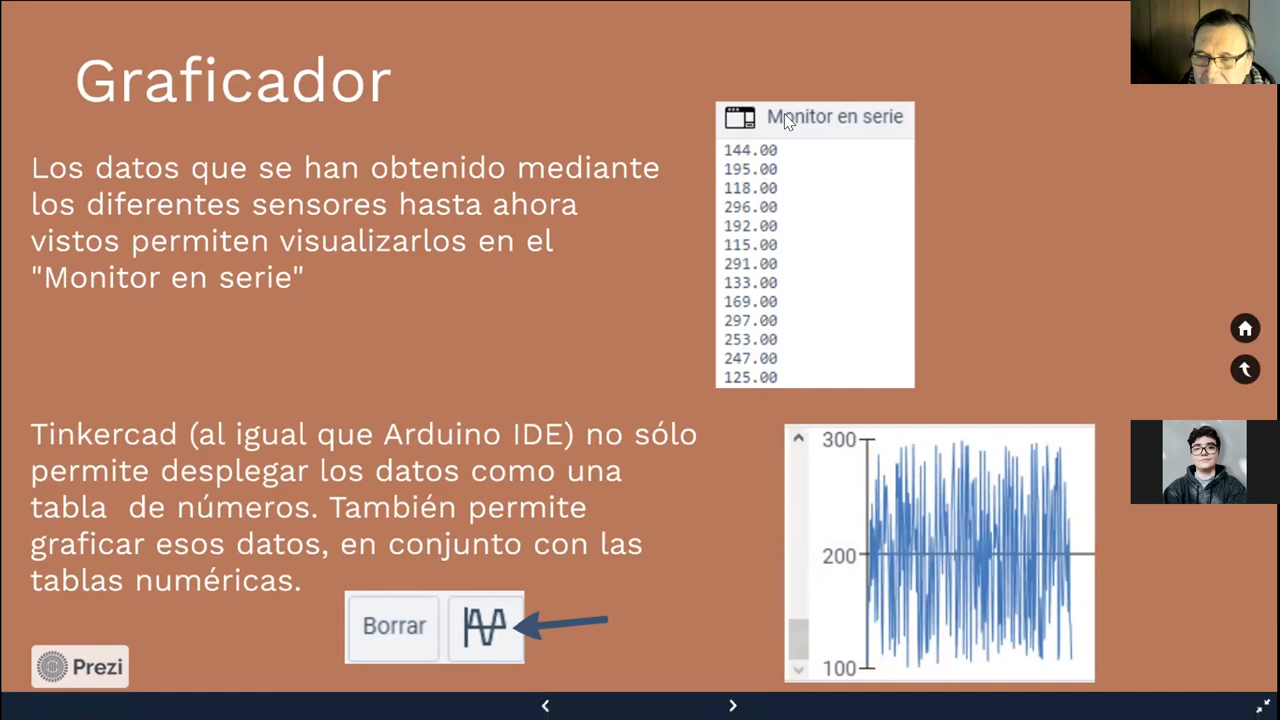 Graficador
Los datos que se han obtenido mediante
los diferentes sensores hasta ahora
vistos permiten visualizarlos en el
"Monitor en serie"
Monitor en serie
144.00
195.00
118.00
296.00
192.00
115.00
291.00
133.00
169.00
297.00
253.00
247.00
125.00
Tinkercad (al igual que Arduino IDE) no sólo
permite desplegar los datos como una
tabla de números. También permite
graficar esos datos, en conjunto con las
tablas numéricas.
Borrar
300
200
100
Prezi